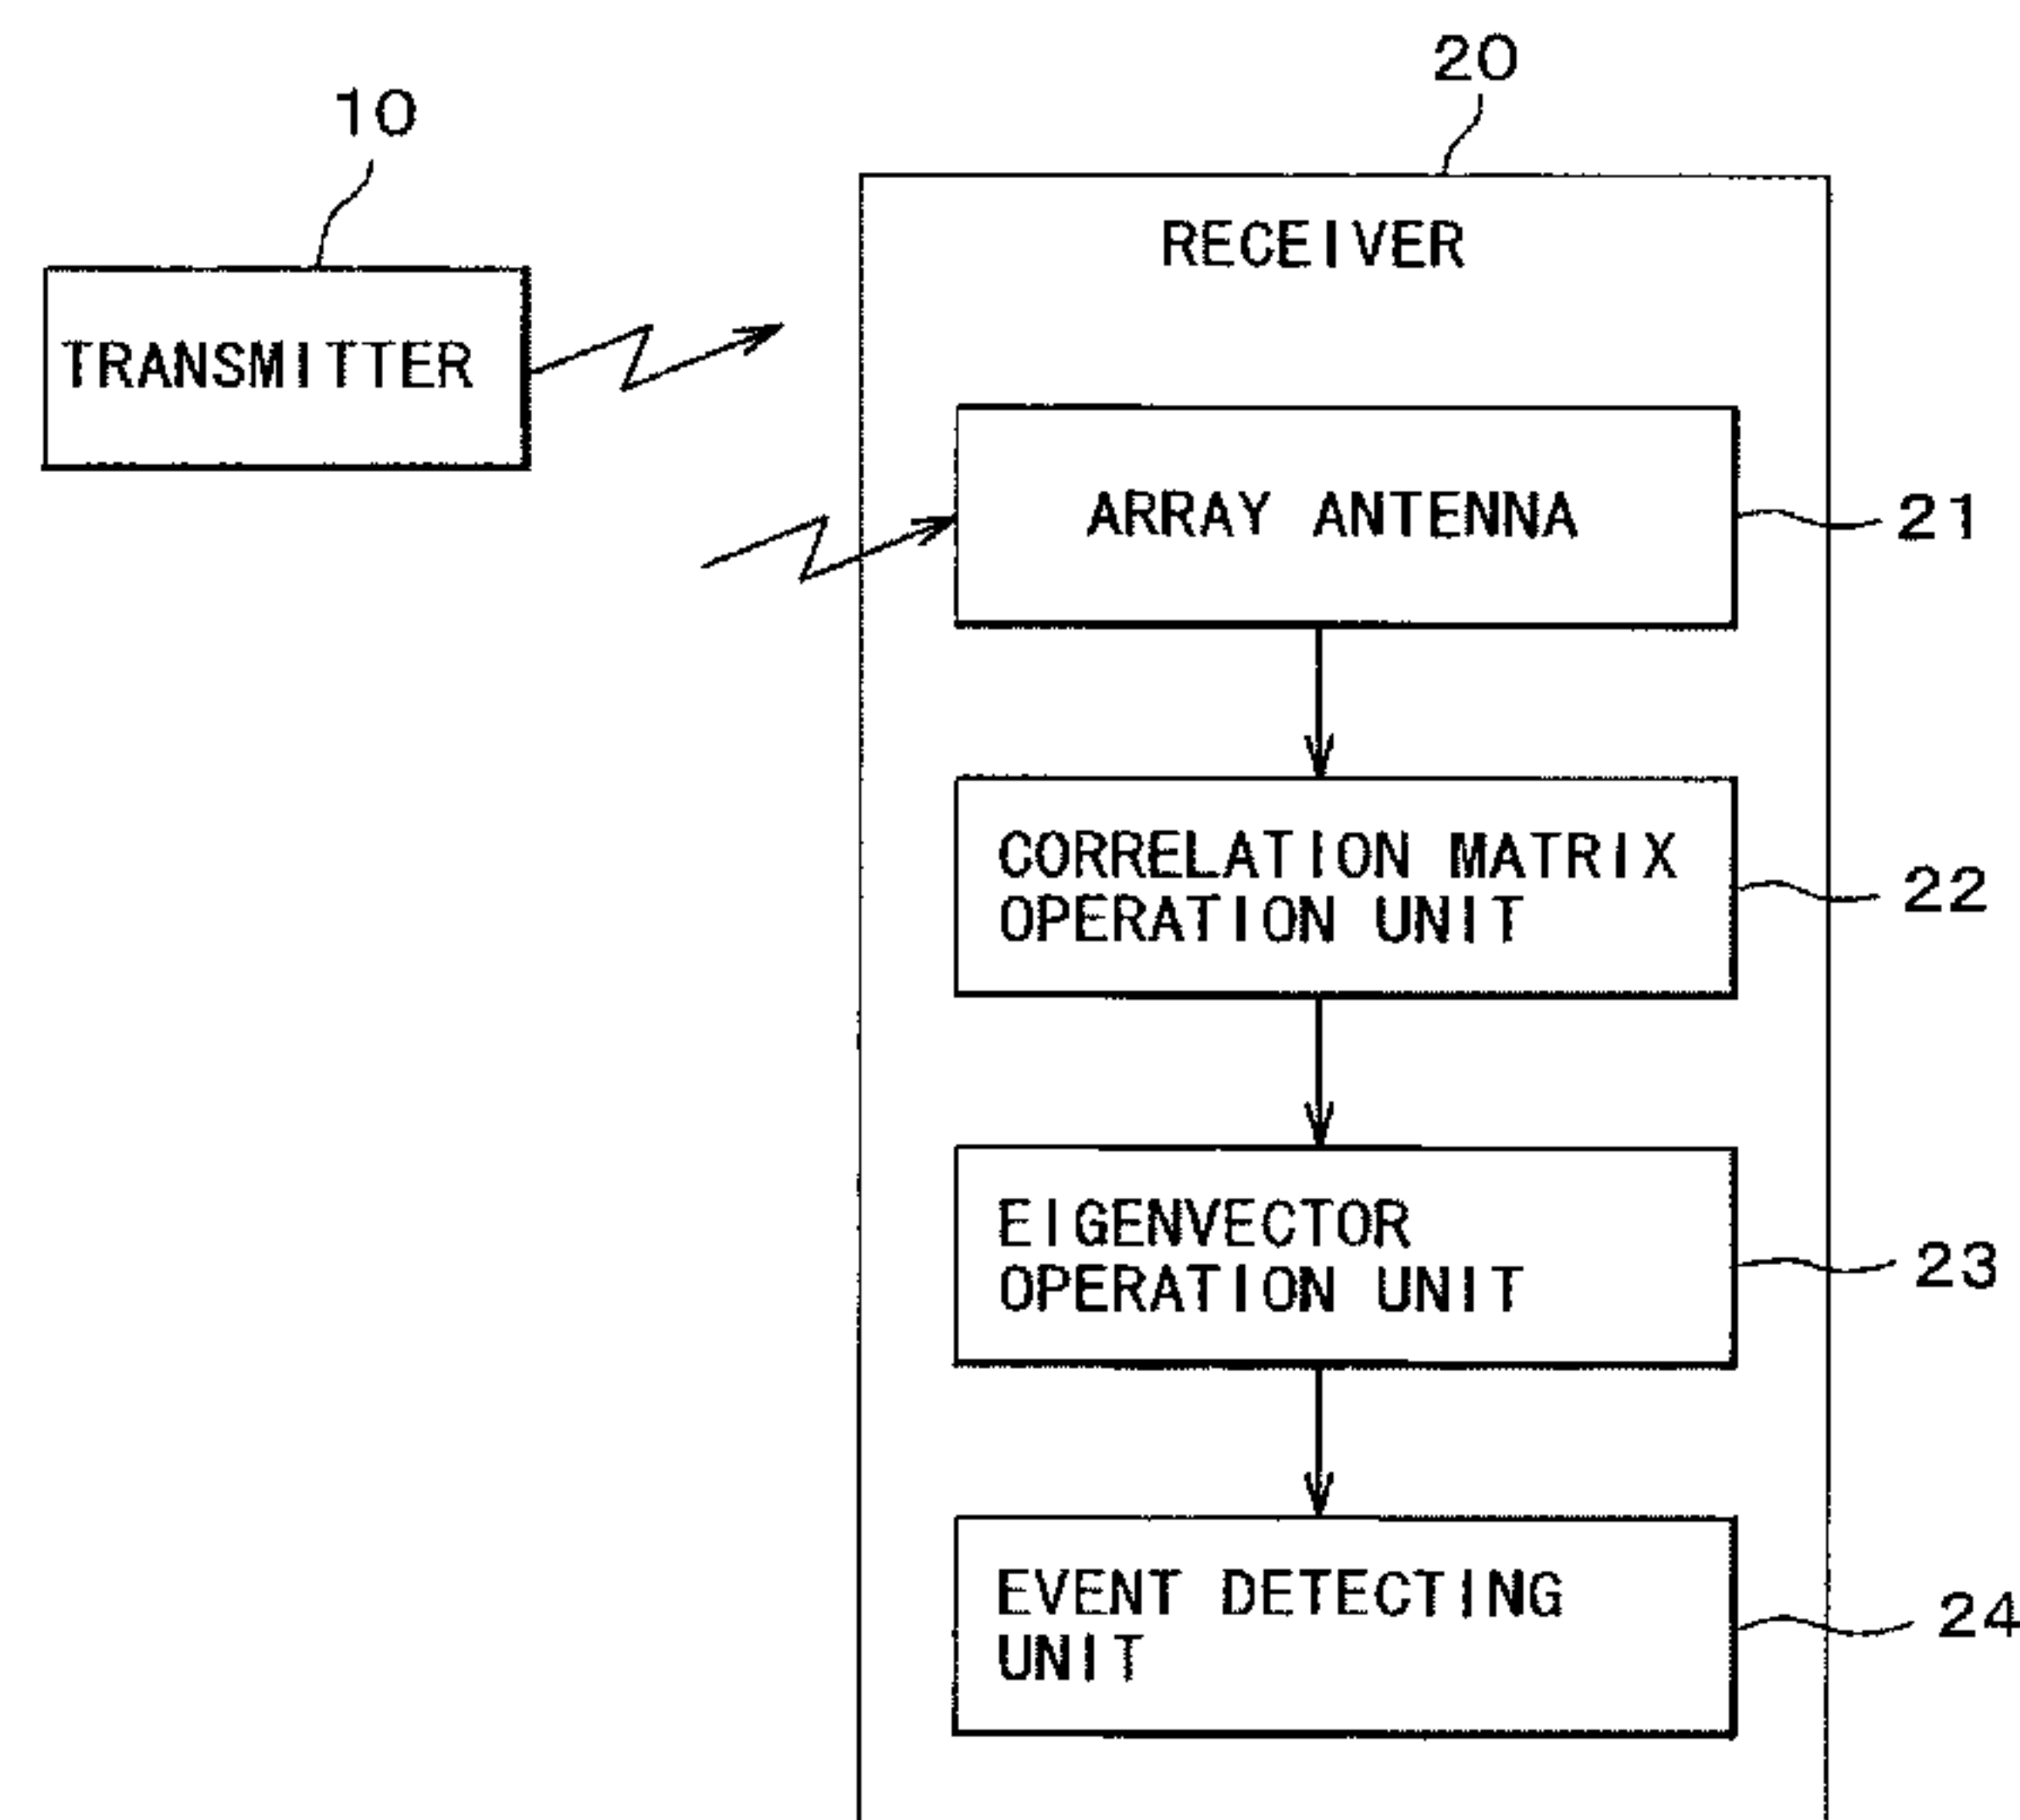 20
10
RECEIVER
TRANSMITTER
ARRAY ANTENNA
21
CORRELATION MATRIX
OPERATION UNIT
22
EIGENVECTOR
OPERATION UNIT
23
EVENT DETECTING
UNIT
24